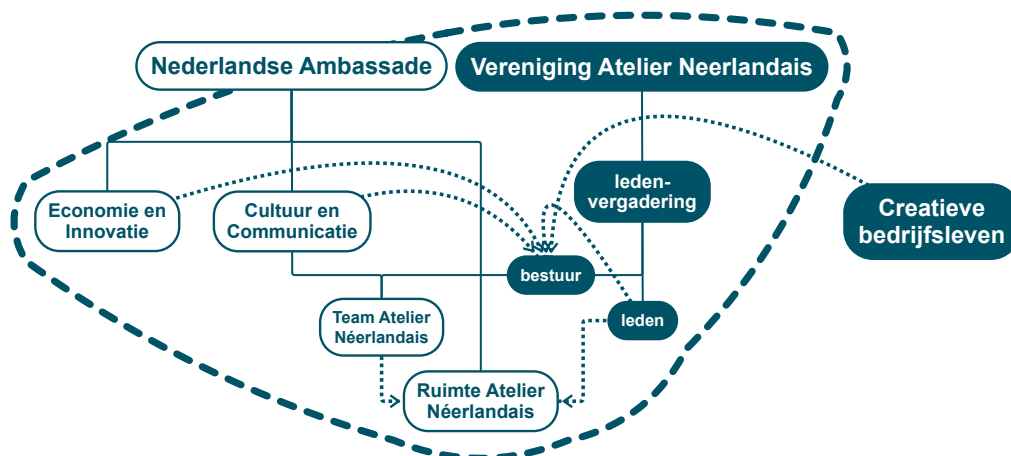 Nederlandse Ambassade
Vereniging Atelier Neerlandais
Economie en
Innovatie
Cultuur en
Communicatie
leden-
vergadering
Creatieve
bedrijfsleven
bestuur
Team Atelier
Néerlandais
leden
Ruimte Atelier
Néerlandais